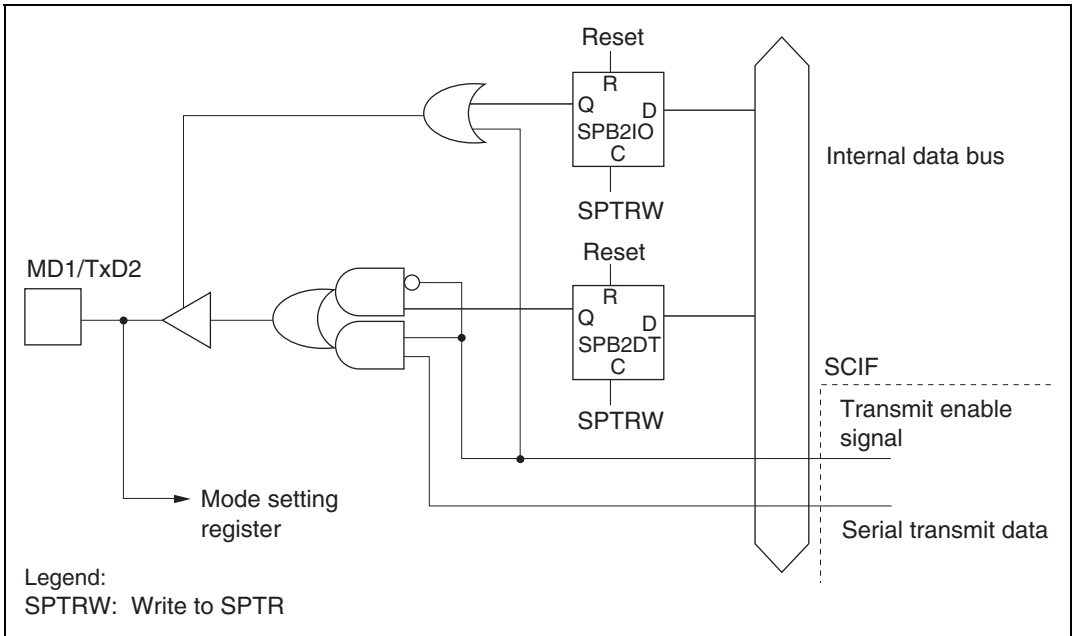 Reset
R
Q
D
SPB2IO
C
SPTRW
Internal data bus
Reset
MD1/TxD2
R
Q
D
SPB2DT
C
SPTRW
SCIF
Transmit enable
signal
Mode setting
register
Serial transmit data
Legend:
SPTRW: Write to SPTR